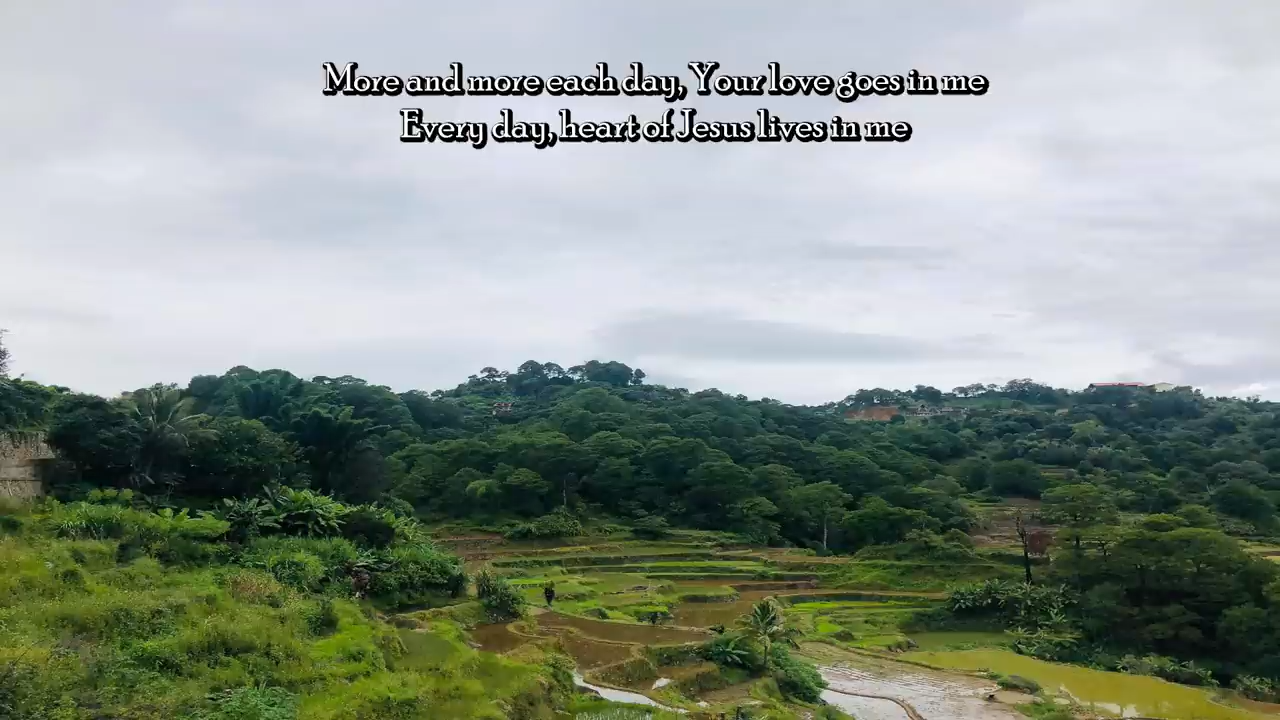 More and more each day, Your love goes in me
Every day, heart of Jesus lives in me